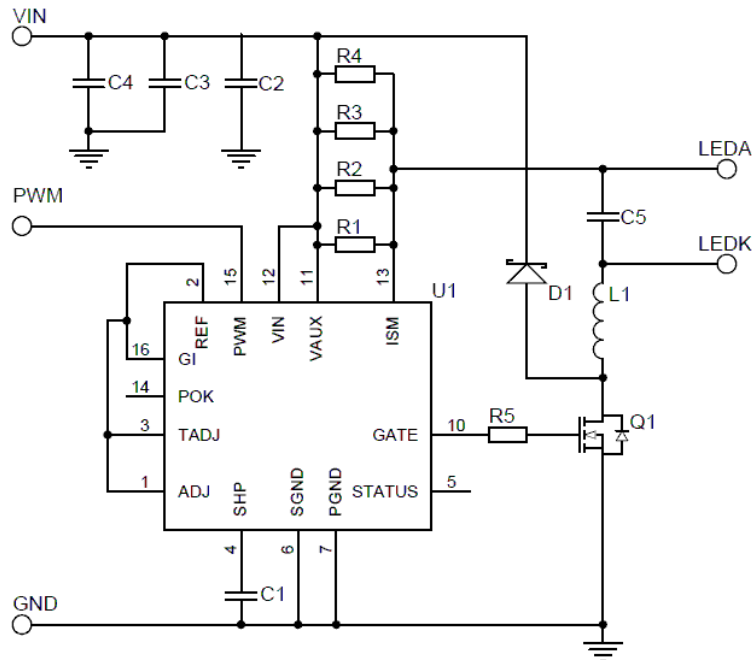 VIN
R4
C4 C3 C2
R3
LEDA
R2
PWM
C5
R1
LEDK
2 15 12 11 13
U1
D1 L1
REF PWM VIN VAUX ISM
16 GI
14 POK
R5 Q1
3 TADJ GATE 10
1 ADJ SHP SGND PGND STATUS 5
4 6 7
C1
GND